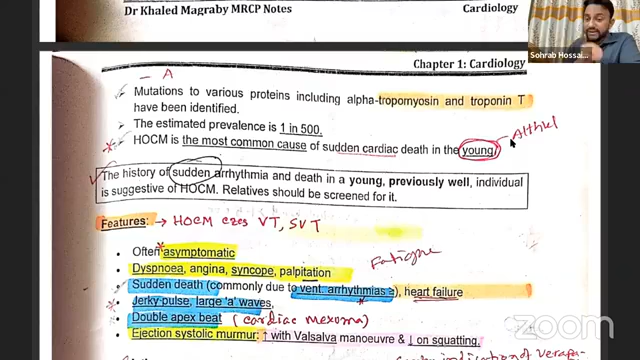 Dr Khaled Magraby MRCP Notes
Cardiology
Sohrab Hossai...
Chapter 1: Cardiology
- A
Mutations to various proteins including alpha-tropomyosin and troponin T
have been identified.
The estimated prevalence is 1 in 500.
HOCM is the most common cause of sudden cardiac death in the young
The history of sudden arrhythmia and death in a young, previously well, individual
is suggestive of HOCM. Relatives should be screened for it.
Features: → HOCM VT, SVT
• Often asymptomatic
Fatigue
• Dyspnoea, angina, syncope, palpitation
• Sudden death (commonly due to vent. arrhythmias), heart failure
• Jerky pulse, large 'a' waves,
• Double apex beat (cardiac
• Ejection systolic murmur: ↑ with Valsalva manoeuvre & ↓ on squatting.
zoom
indication of